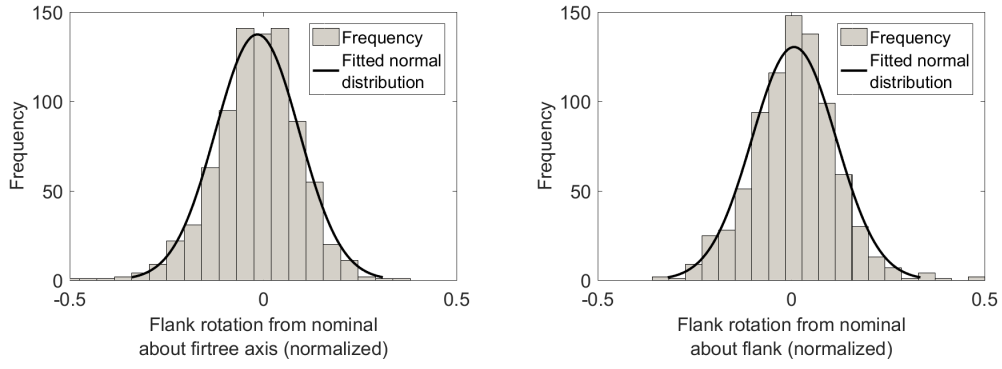 150
100
50
0
-0.5
0
0.5
Frequency
Frequency
Fitted normal
distribution
Flank rotation from nominal
about firtree axis (normalized)
150
100
50
0
-0.5
0
0.5
Frequency
Frequency
Fitted normal
distribution
Flank rotation from nominal
about flank (normalized)